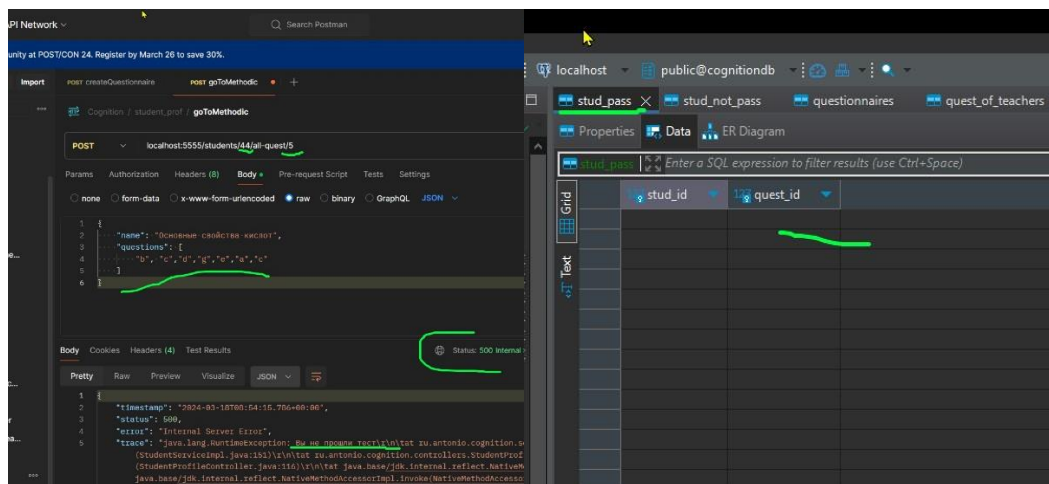 API Network
Search Postman
unity at POST/CON 24. Register by March 26 to save 30%.
Import
POST createQuestionnaire
POST goToMethodic
Cognition / student_prof / goToMethodic
POST
localhost:5555/students/44/all-quest/5
Params Authorization Headers (8) Body Pre-request Script Tests Settings
none form-data x-www-form-urlencoded raw binary GraphQL JSON
1 {
2 "name": "Основные свойства кислот",
3 "questions": [
4 "b", "c","d","g","e","a","c"
5 ]
6 }
Body Cookies Headers (4) Test Results
Status: 500 Internal
Pretty Raw Preview Visualize JSON
1 {
2 "timestamp": "2024-03-18T08:54:15.786+00:00",
3 "status": 500,
4 "error": "Internal Server Error",
5 "trace": "java.lang.RuntimeException: Вы не прошли тест\r\n\tat ru.antonio.cognition.se
(StudentServiceImpl.java:151)\r\n\tat ru.antonio.cognition.controllers.StudentProf
(StudentProfileController.java:116)\r\n\tat java.base/jdk.internal.reflect.NativeM
java.base/jdk.internal.reflect.NativeMethodAccessorImpl.invoke(NativeMethodAccesso
localhost
public@cognitiondb
stud_pass
stud_not_pass
questionnaires
quest_of_teachers
Properties Data ER Diagram
stud_pass Enter a SQL expression to filter results (use Ctrl+Space)
Grid
Text
123 stud_id
123 quest_id